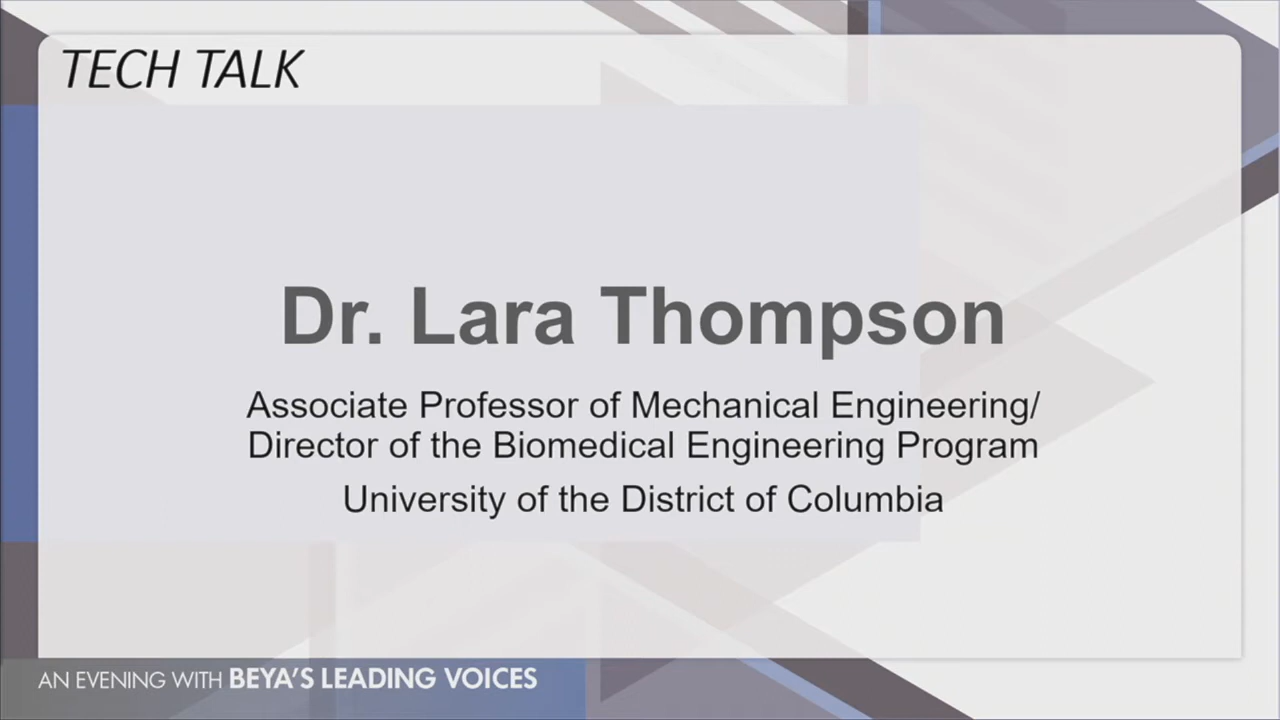 TECH TALK
Dr. Lara Thompson
Associate Professor of Mechanical Engineering/
Director of the Biomedical Engineering Program
University of the District of Columbia
AN EVENING WITH BEYA'S LEADING VOICES